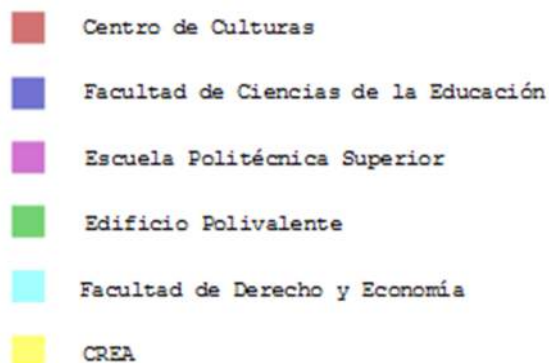 Centro de Culturas
Facultad de Ciencias de la Educación
Escuela Politécnica Superior
Edificio Polivalente
Facultad de Derecho y Economía
CREA